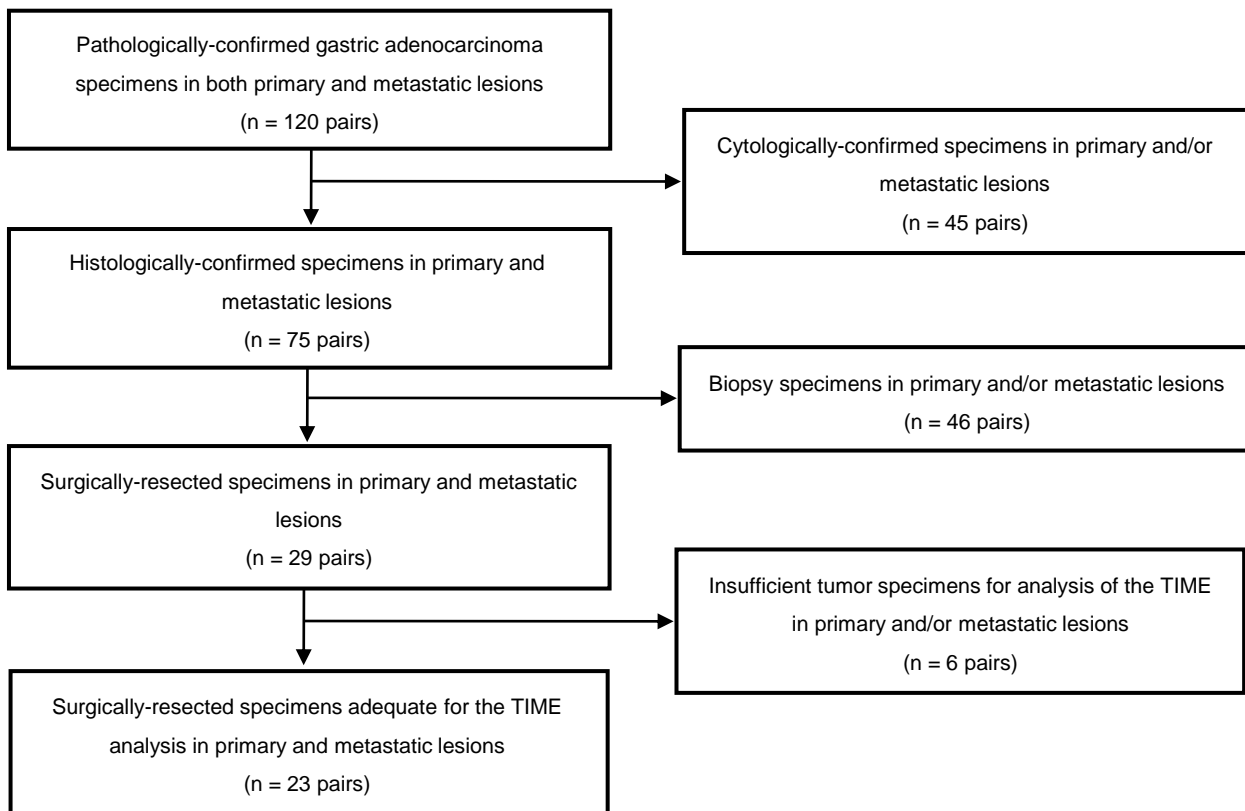 Pathologically-confirmed gastric adenocarcinoma
specimens in both primary and metastatic lesions
(n = 120 pairs)
Cytologically-confirmed specimens in primary and/or
metastatic lesions
(n = 45 pairs)
Histologically-confirmed specimens in primary and
metastatic lesions
(n = 75 pairs)
Biopsy specimens in primary and/or metastatic lesions
(n = 46 pairs)
Surgically-resected specimens in primary and metastatic
lesions
(n = 29 pairs)
Insufficient tumor specimens for analysis of the TIME
in primary and/or metastatic lesions
(n = 6 pairs)
Surgically-resected specimens adequate for the TIME
analysis in primary and metastatic lesions
(n = 23 pairs)